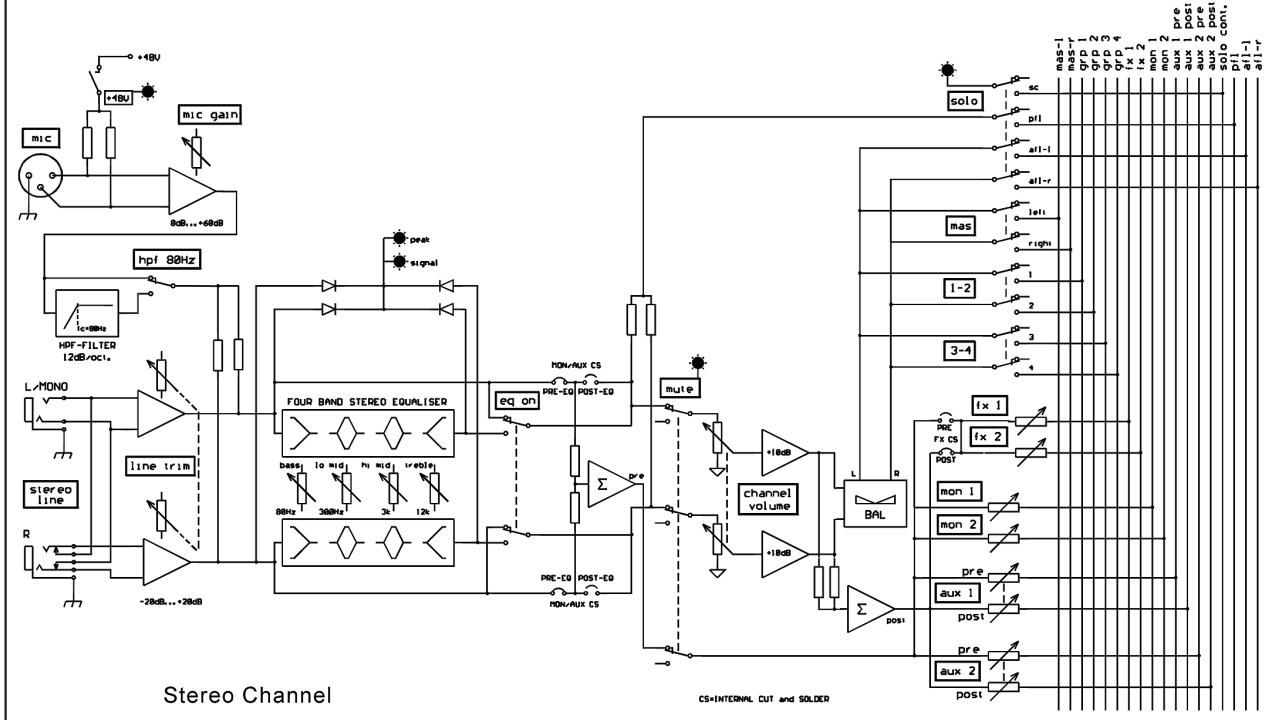 mas-l
mas-r
grp 1
grp 2
grp 3
grp 4
fx 1
fx 2
mon 1
mon 2
aux 1 pre
aux 1 post
aux 2 pre
aux 2 post
solo cont.
pfl
afl-l
afl-r
+48V
+48V
mic gain
mic
0dB...+60dB
hpf 80Hz
fc=80Hz
HPF-FILTER
12dB/oct.
peak
signal
L/MONO
line trim
stereo
line
R
-20dB...+20dB
FOUR BAND STEREO EQUALISER
bass
lo mid
hi mid
treble
80Hz
300Hz
3k
12k
eq on
MON/AUX CS
PRE-EQ
POST-EQ
Σ
pre
PRE-EQ
POST-EQ
MON/AUX CS
mute
+10dB
channel
volume
+10dB
L
R
BAL
Σ
post
solo
sc
pfl
afl-l
afl-r
mas
left
right
1-2
1
2
3-4
3
4
fx 1
PRE
FX CS
POST
fx 2
mon 1
mon 2
pre
aux 1
post
pre
aux 2
post
Stereo Channel
CS=INTERNAL CUT and SOLDER